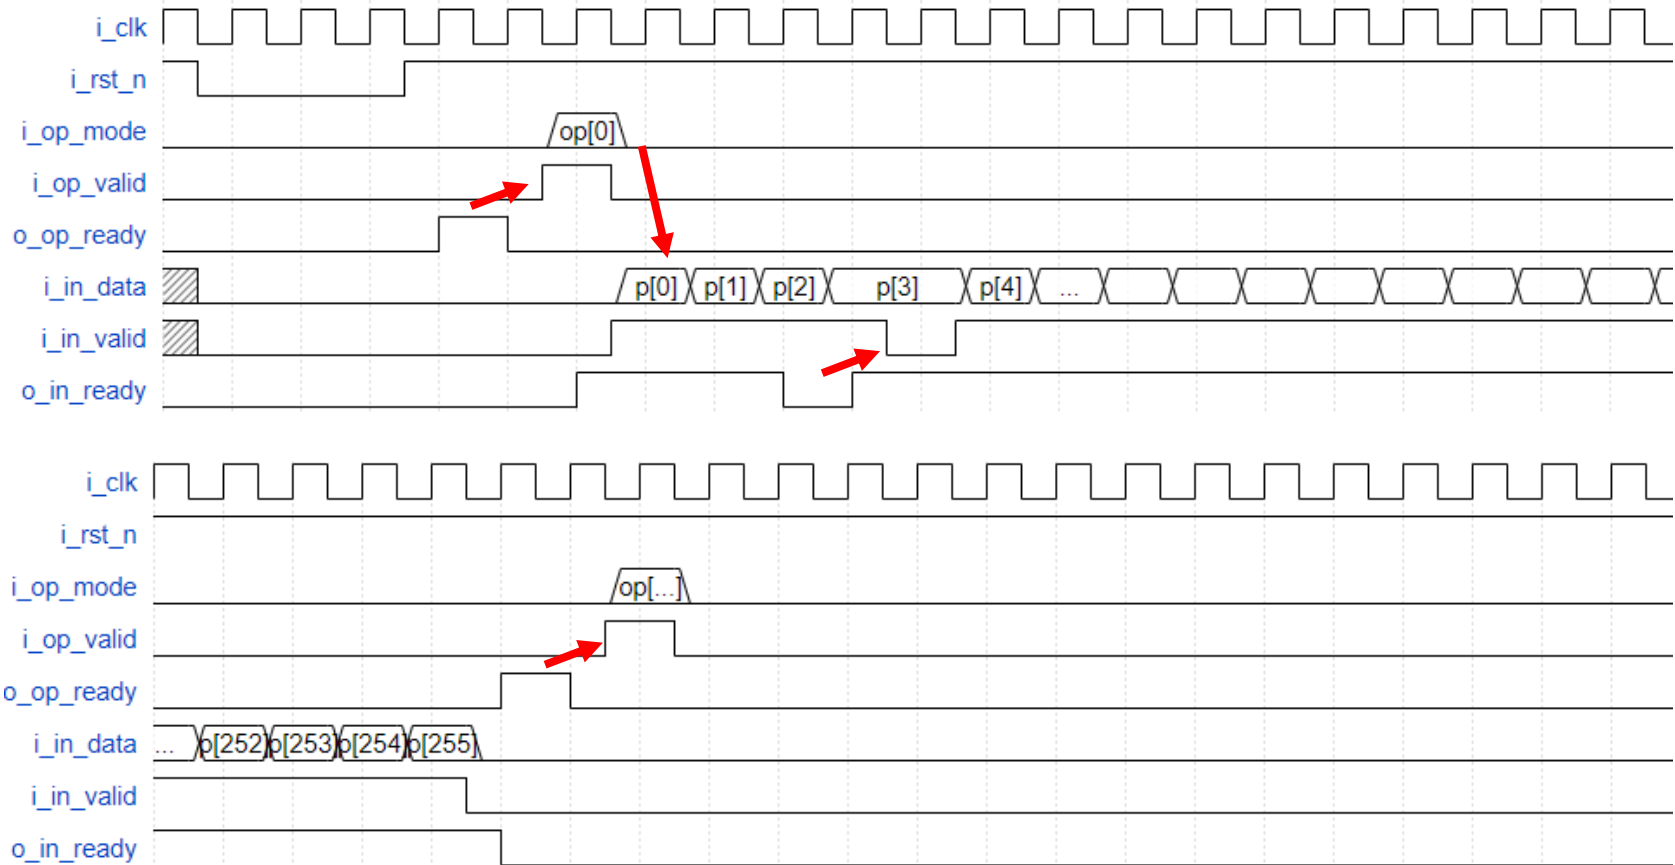 i_clk
i_rst_n
i_op_mode op[0]
i_op_valid
o_op_ready
i_in_data p[0] p[1] p[2] p[3] p[4] ...
i_in_valid
o_in_ready
i_clk
i_rst_n
i_op_mode op[...]
i_op_valid
o_op_ready
i_in_data ... p[252] p[253] p[254] p[255]
i_in_valid
o_in_ready